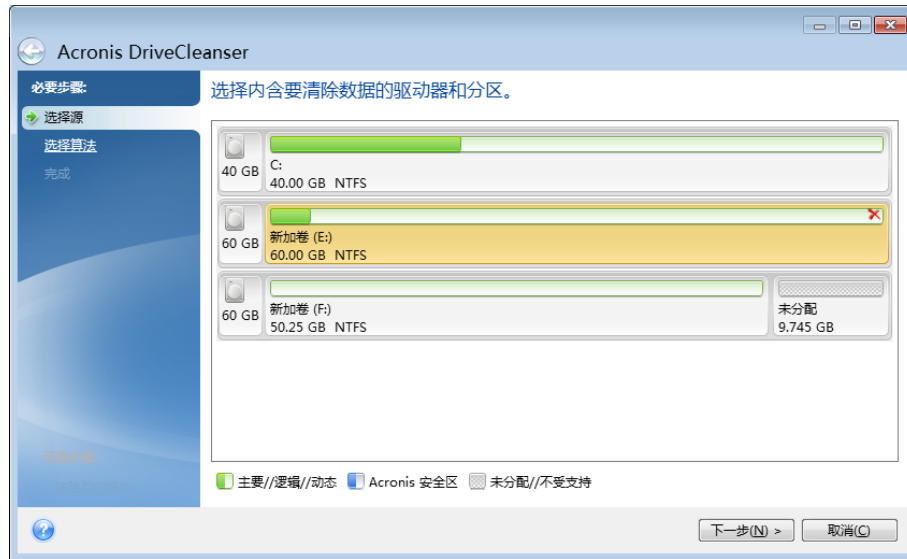 Acronis DriveCleanser
必要步骤:
选择源
选择算法
完成
选择内含要清除数据的驱动器和分区。
40 GB
C:
40.00 GB NTFS
60 GB
新加卷 (E:)
60.00 GB NTFS
60 GB
新加卷 (F:)
50.25 GB NTFS
未分配
9.745 GB
主要//逻辑//动态 Acronis 安全区 未分配//不受支持
下一步(N) > 取消(C)